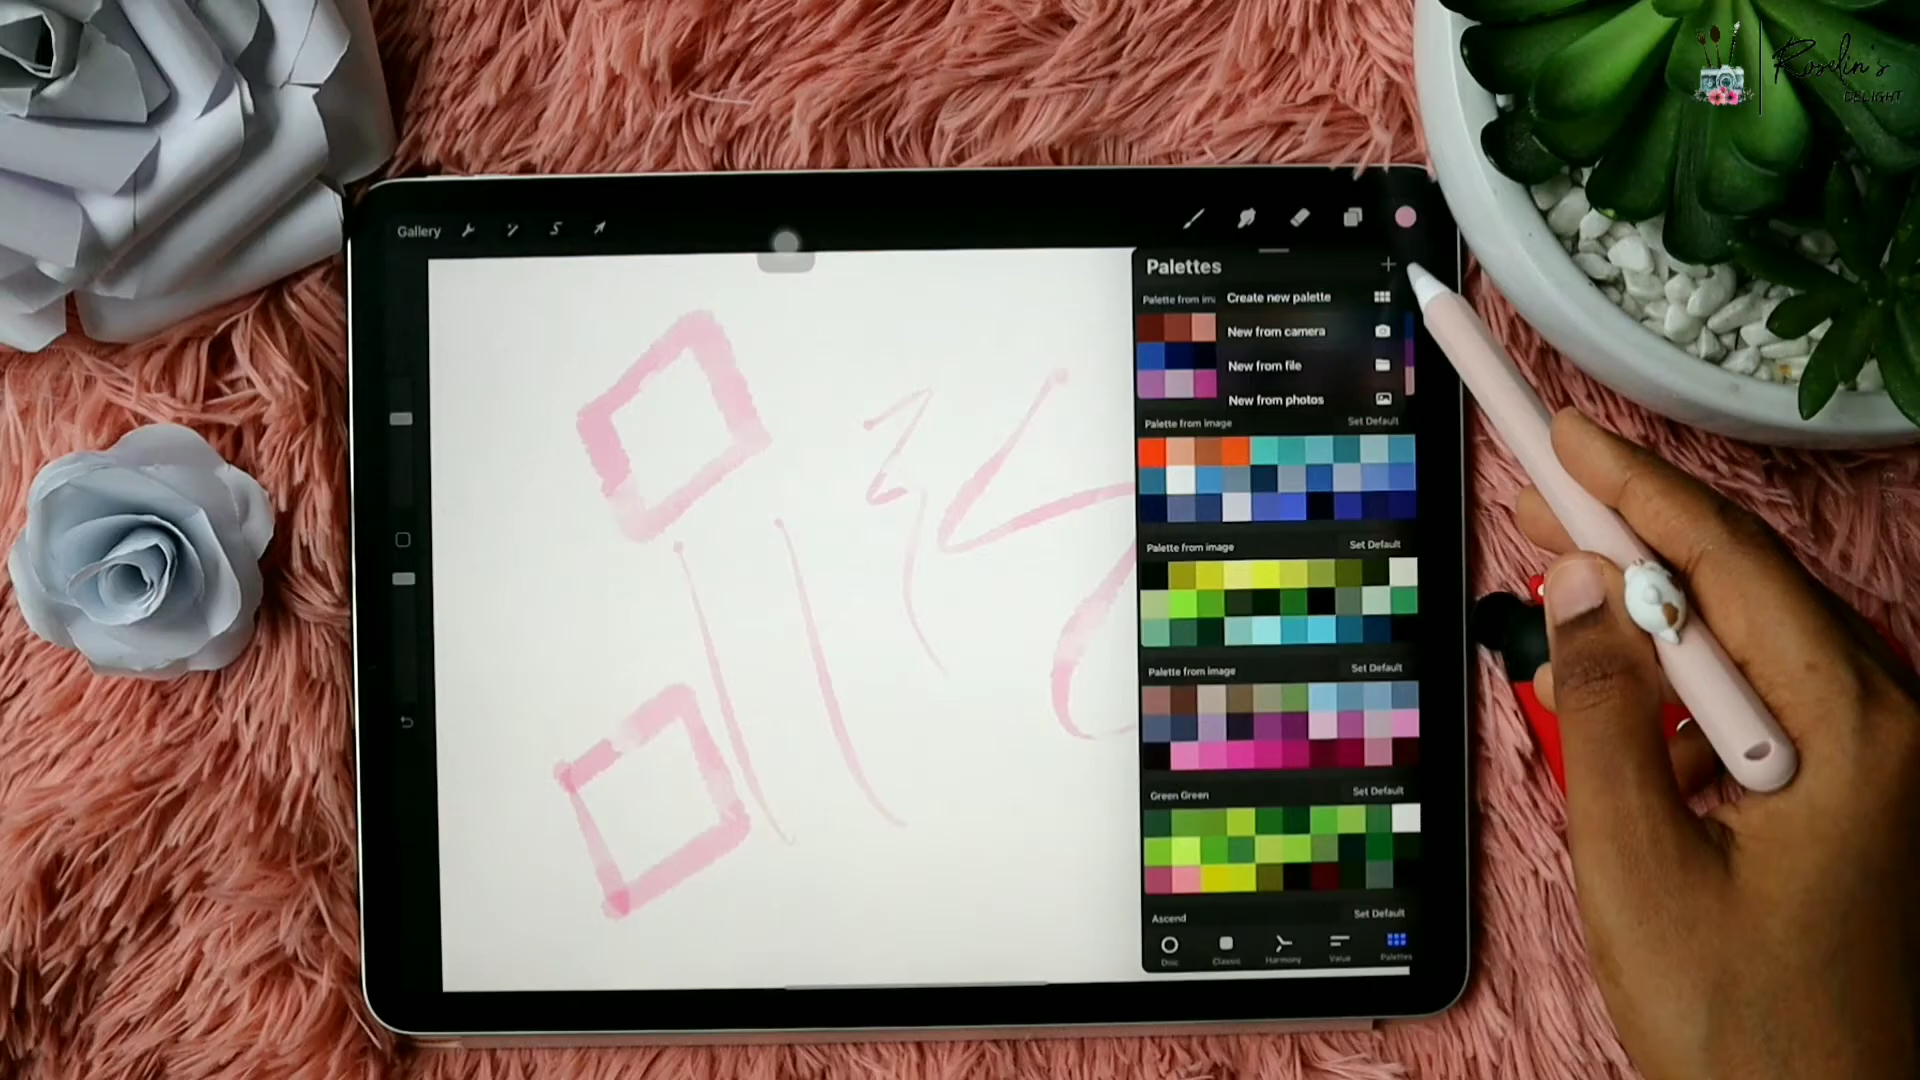 Roselin's
DELIGHT
Gallery
Palettes
Create new palette
Palette from ima
New from camera
New from file
New from photos
Palette from image
Set Default
Palette from image
Set Default
Palette from image
Set Default
Green Green
Set Default
Ascend
Set Default
Disc
Classic
Harmony
Value
Palettes